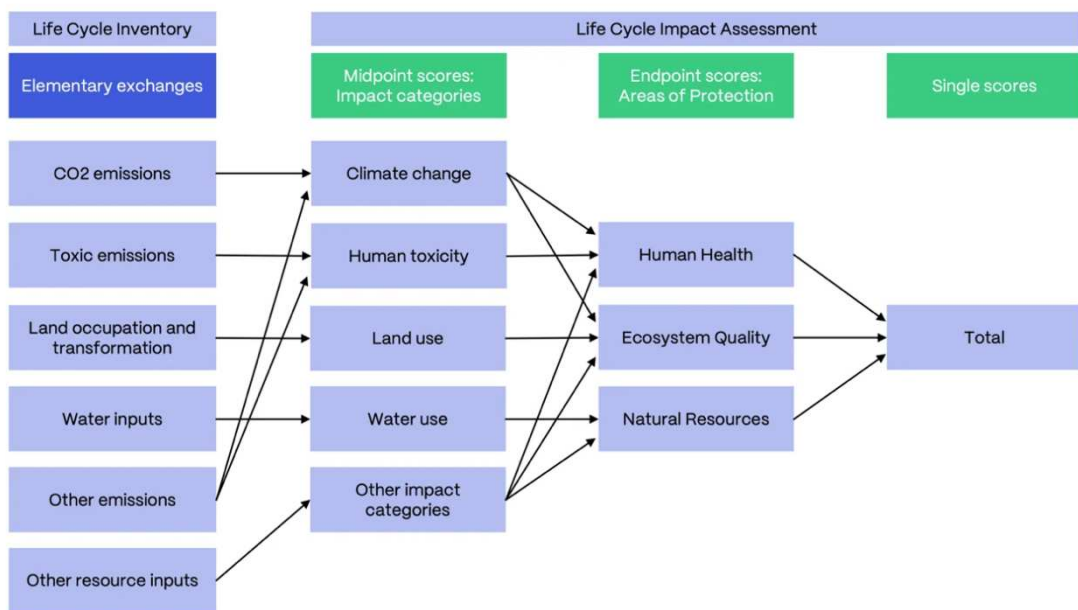 Life Cycle Inventory
Life Cycle Impact Assessment
Elementary exchanges
Midpoint scores:
Impact categories
Endpoint scores:
Areas of Protection
Single scores
CO2 emissions
Climate change
Toxic emissions
Human toxicity
Human Health
Land occupation and
transformation
Land use
Ecosystem Quality
Total
Water inputs
Water use
Natural Resources
Other emissions
Other impact
categories
Other resource inputs